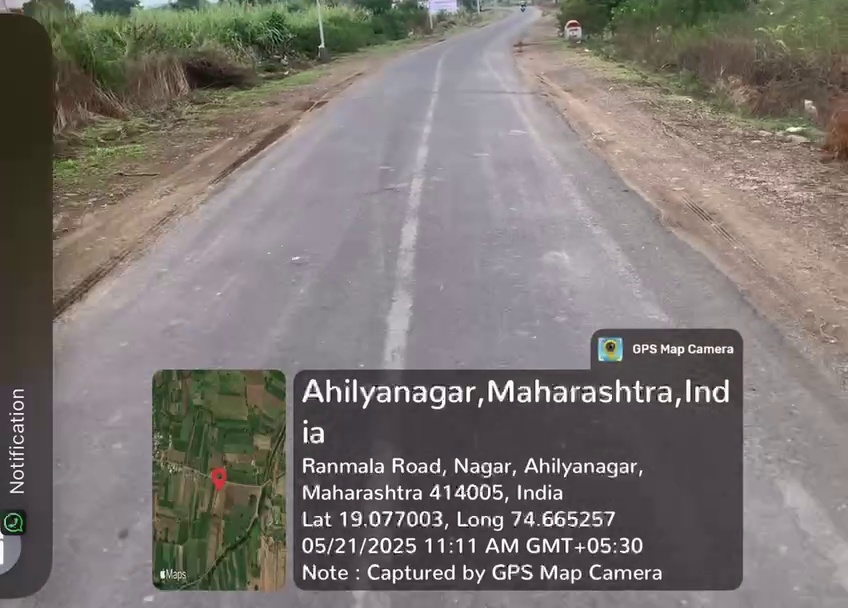 GPS Map Camera
Ahilyanagar,Maharashtra,Ind
ia
Ranmala Road, Nagar, Ahilyanagar,
Maharashtra 414005, India
Lat 19.077003, Long 74.665257
05/21/2025 11:11 AM GMT+05:30
Note : Captured by GPS Map Camera
Maps
Notification